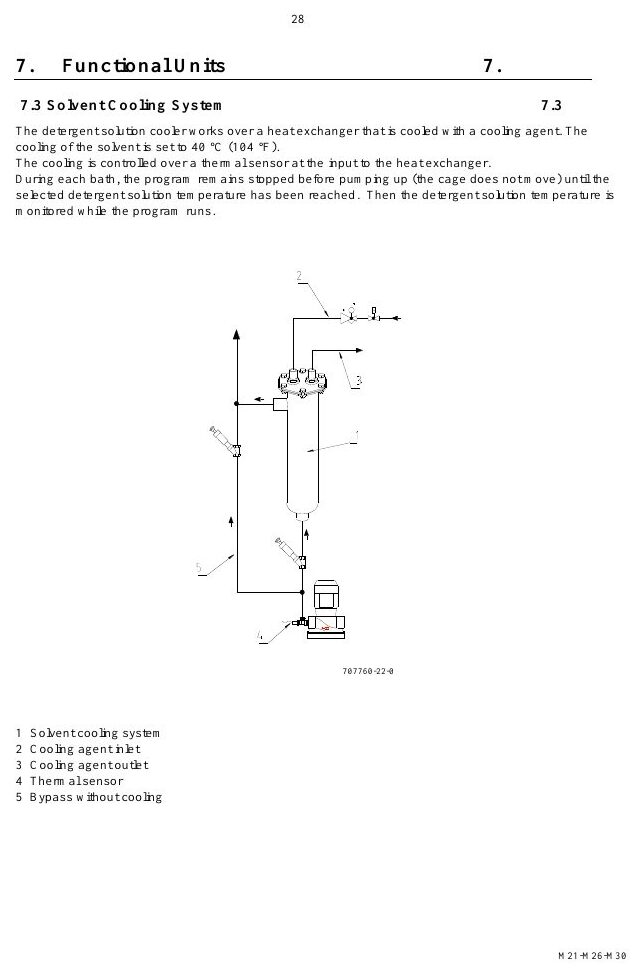 28
7. Functional Units 7.
7.3 Solvent Cooling System 7.3
The detergent solution cooler works over a heat exchanger that is cooled with a cooling agent. The
cooling of the solvent is set to 40 °C (104 °F).
The cooling is controlled over a thermal sensor at the input to the heat exchanger.
During each bath, the program remains stopped before pumping up (the cage does not move) until the
selected detergent solution temperature has been reached. Then the detergent solution temperature is
monitored while the program runs.
2
3
1
5
4
707760-22-0
1 Solvent cooling system
2 Cooling agent inlet
3 Cooling agent outlet
4 Thermal sensor
5 Bypass without cooling
M21-M26-M30